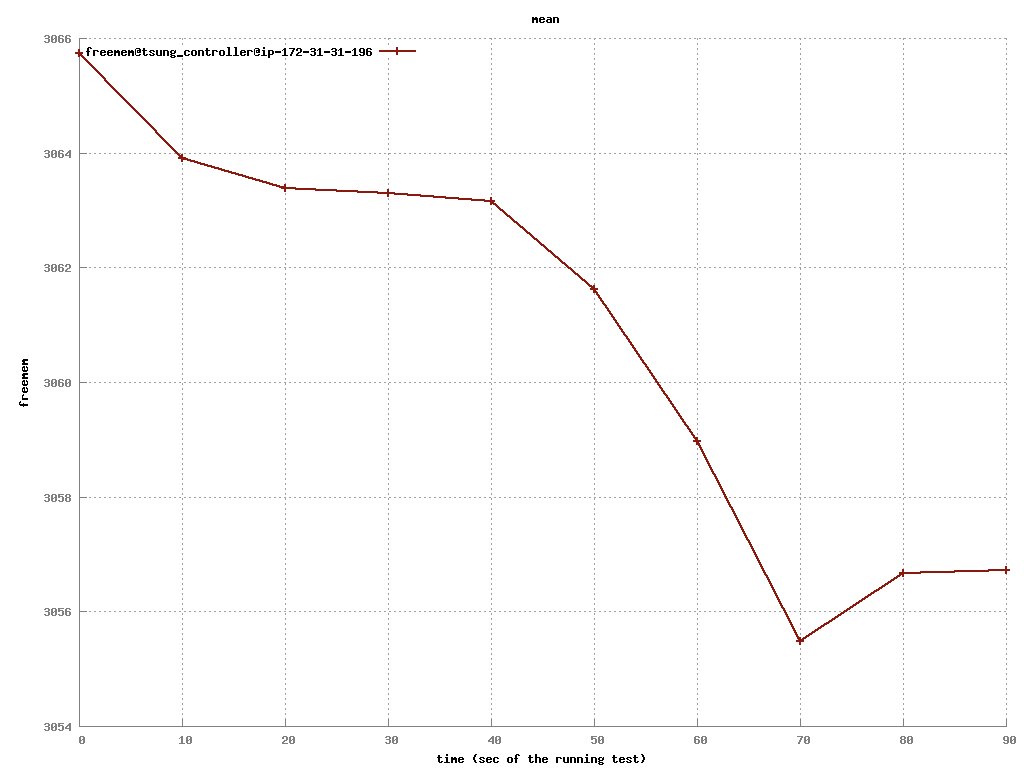 mean
3066
freemem@tsung_controller@ip-172-31-31-196
3064
3062
3060
3058
3056
3054
freemem
0 10 20 30 40 50 60 70 80 90
time (sec of the running test)